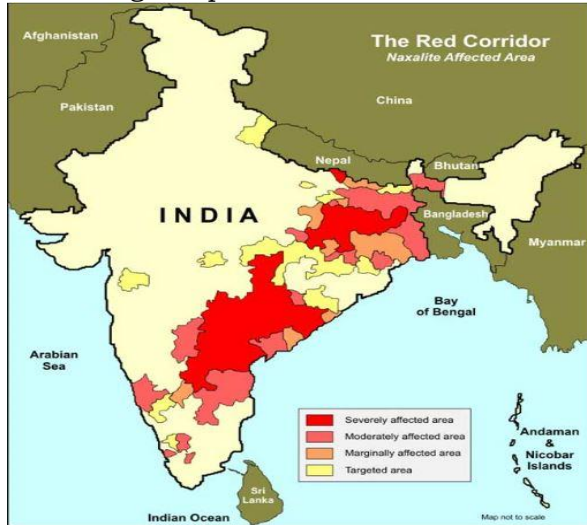 The Red Corridor
Naxalite Affected Area
Afghanistan
China
Pakistan
Nepal
Bhutan
INDIA
Bangladesh
Myanmar
Bay
of Bengal
Arabian
Sea
Severely affected area
Moderately affected area
Marginally affected area
Targeted area
Andaman
&
Nicobar
Islands
Sri
Lanka
Indian Ocean
Map not to scale